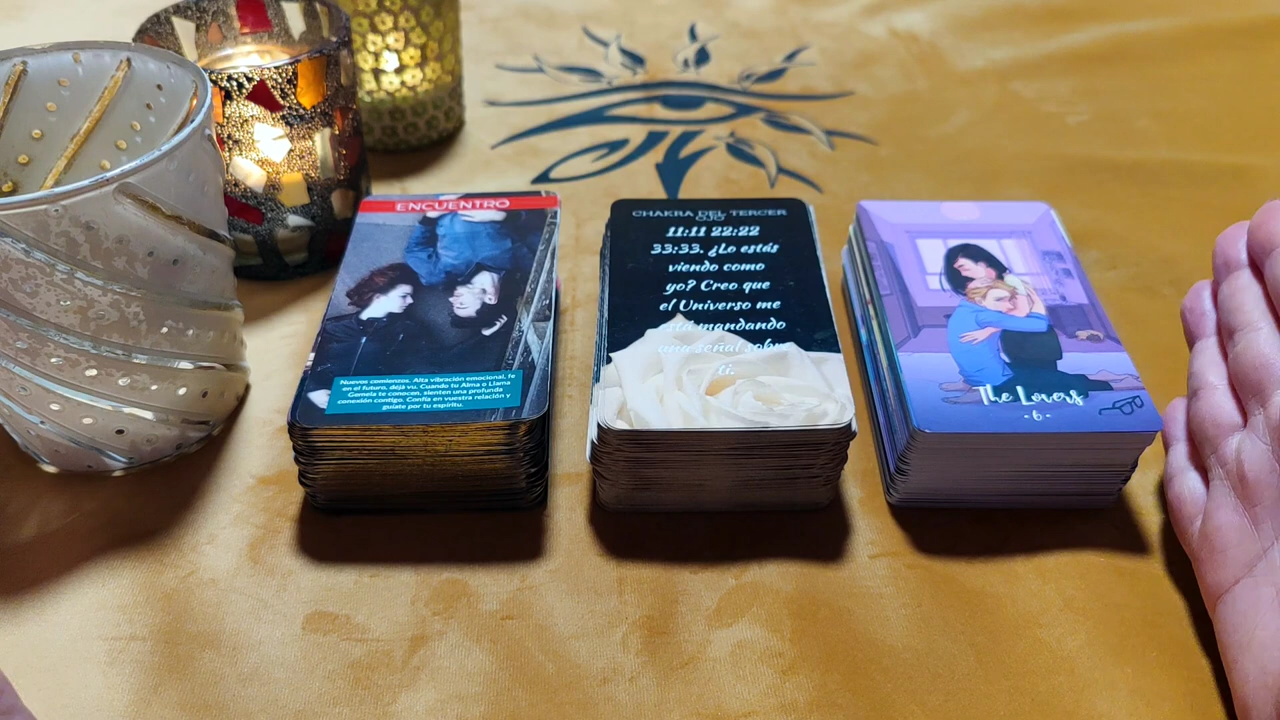 ENCUENTRO
Nuevos comienzos. Alta vibración emocional, fe
en el futuro, déjà vu. Cuando tu Alma o Llama
Gemela te conocen, sienten una profunda
conexión contigo. Confía en vuestra relación y
guíate por tu espíritu.
CHAKRA DEL TERCER
OJO
11:11 22:22
33:33. ¿Lo estás
viendo como
yo? Creo que
el Universo me
está mandando
una señal sobre
ti.
The Lovers
-6-